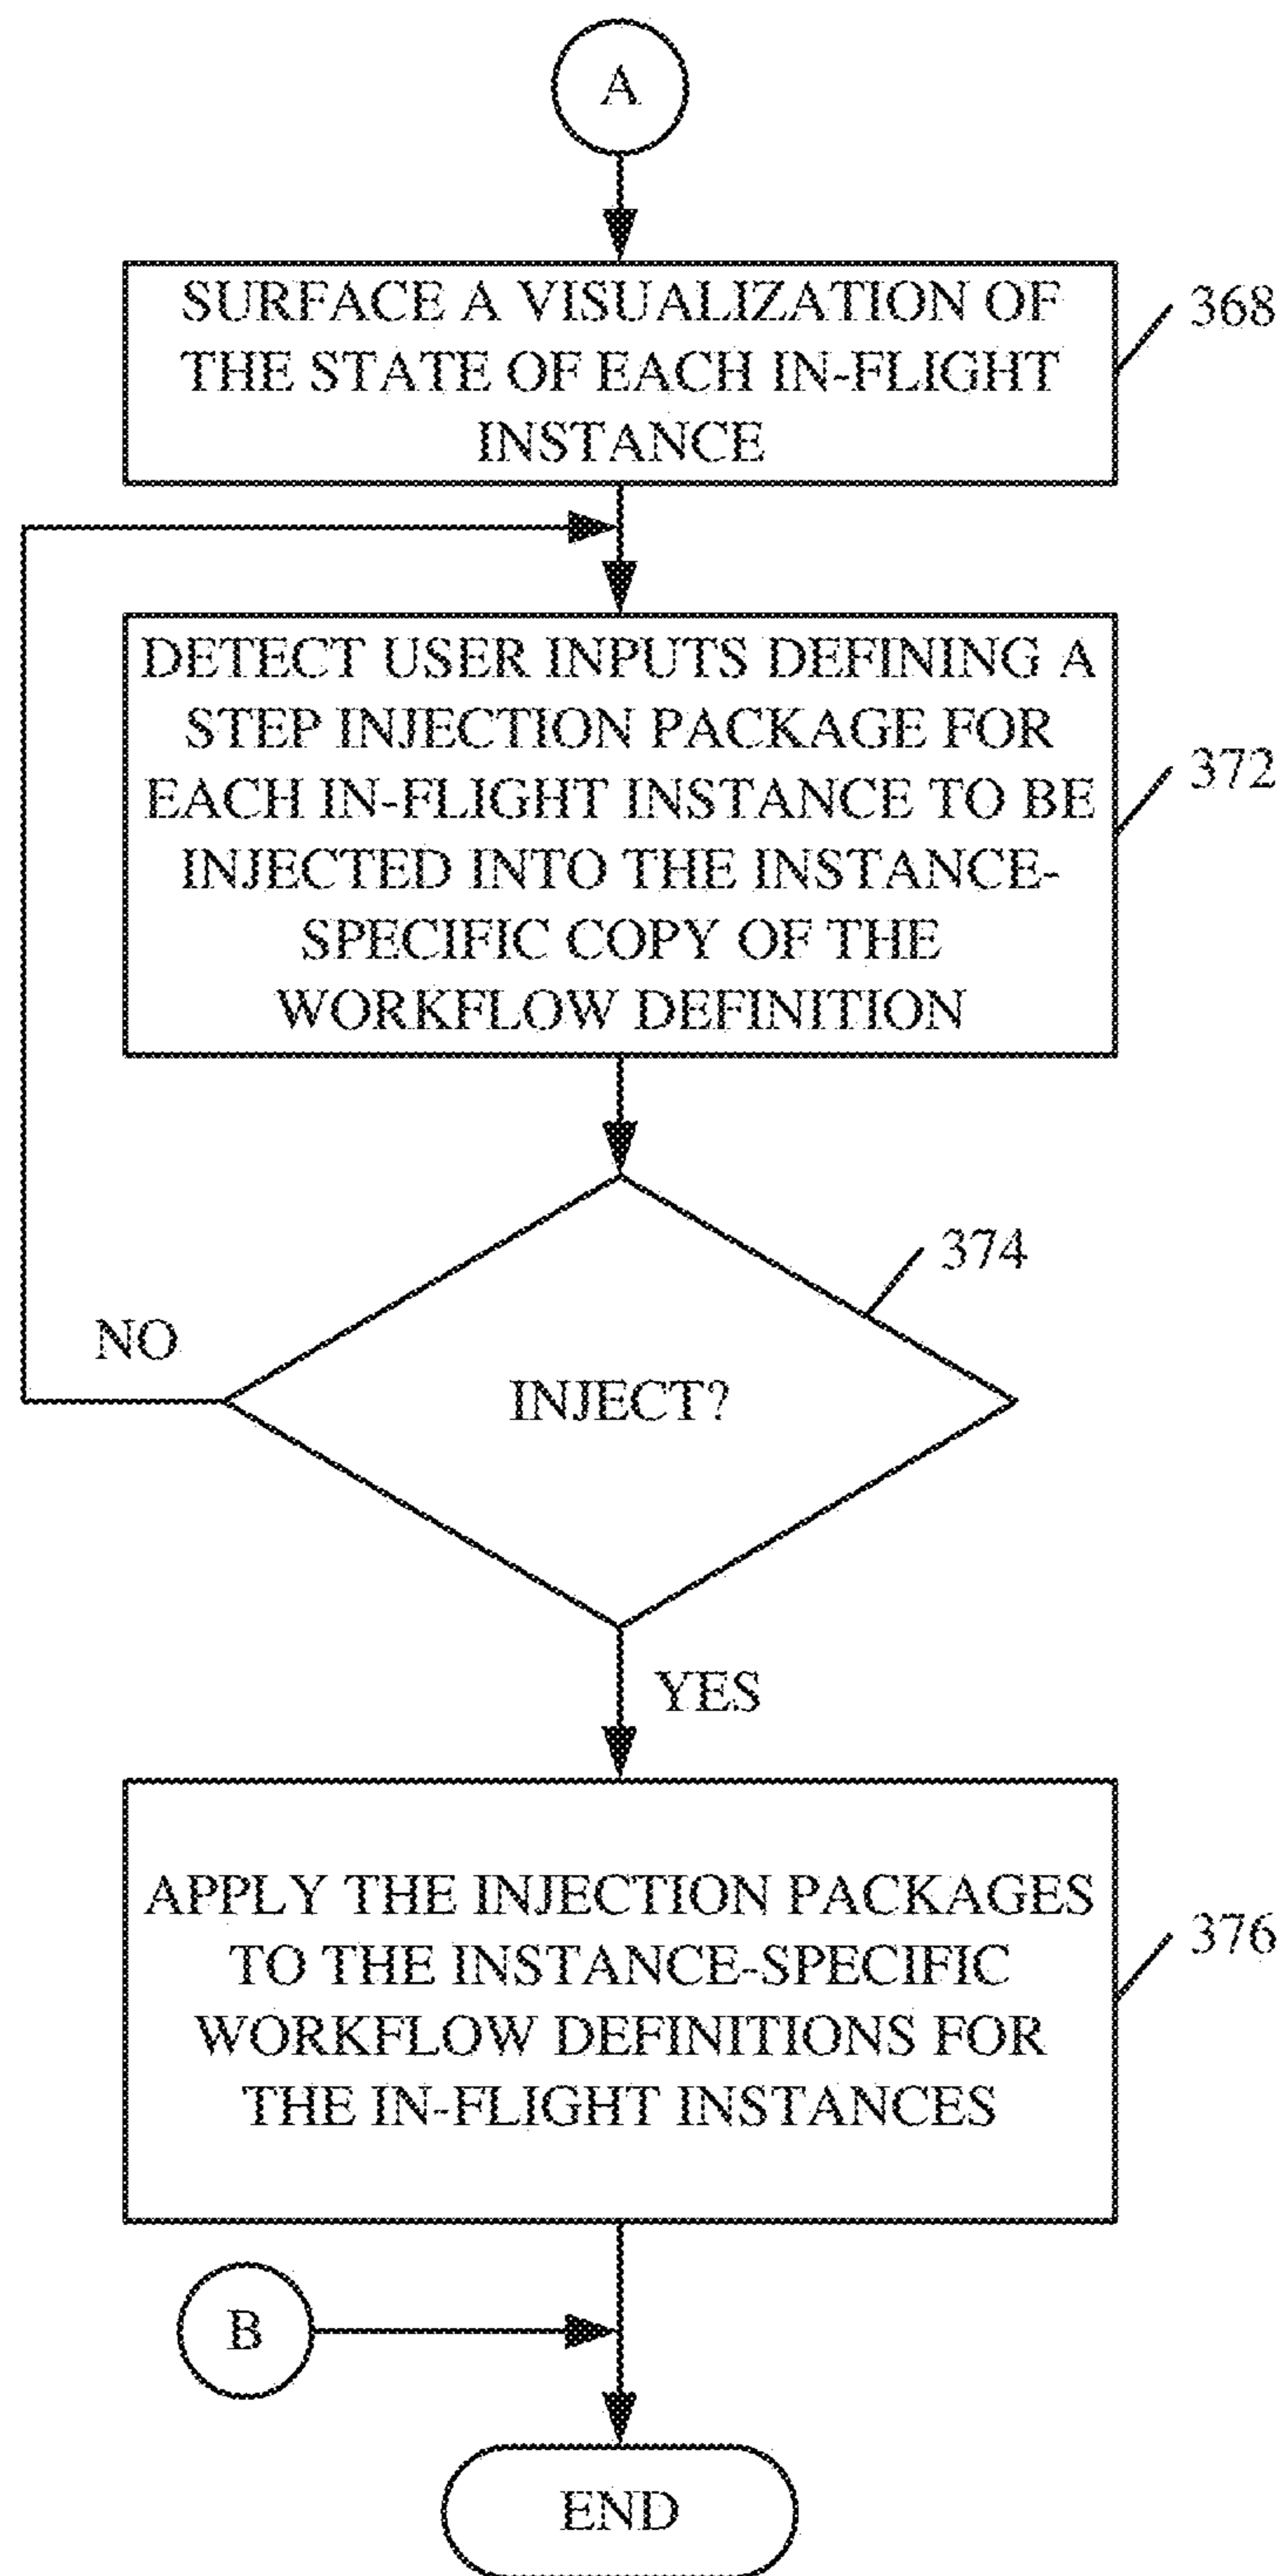 A
SURFACE A VISUALIZATION OF
THE STATE OF EACH IN-FLIGHT
INSTANCE
368
DETECT USER INPUTS DEFINING A
STEP INJECTION PACKAGE FOR
EACH IN-FLIGHT INSTANCE TO BE
INJECTED INTO THE INSTANCE-
SPECIFIC COPY OF THE
WORKFLOW DEFINITION
372
374
NO
INJECT?
YES
APPLY THE INJECTION PACKAGES
TO THE INSTANCE-SPECIFIC
WORKFLOW DEFINITIONS FOR
THE IN-FLIGHT INSTANCES
376
B
END